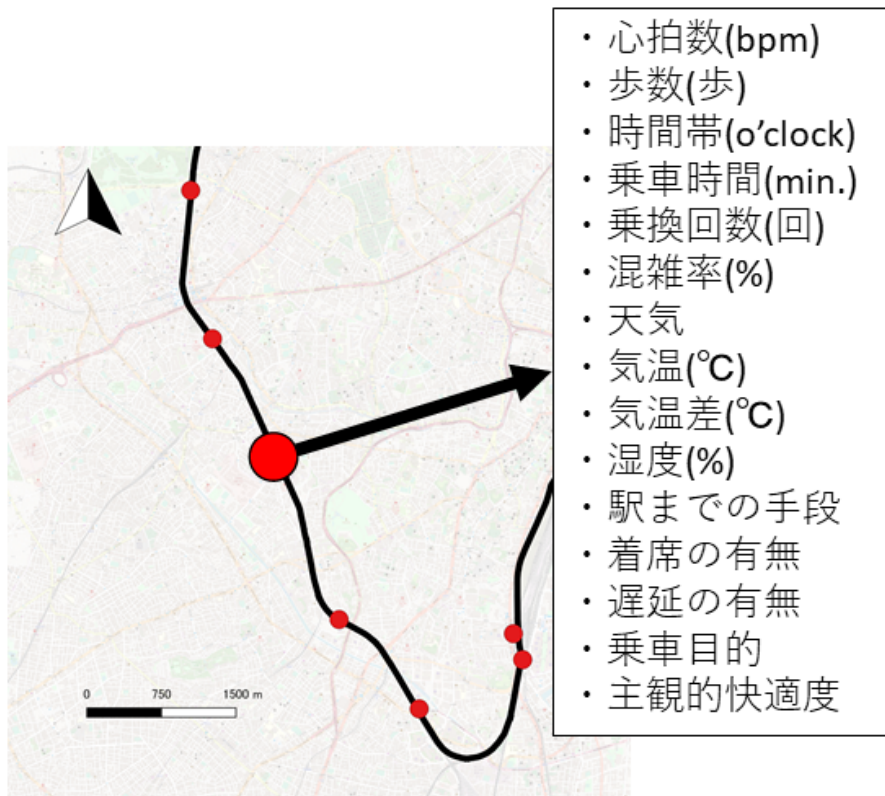 ・心拍数(bpm)
・歩数(歩)
・時間帯(o’clock)
・乗車時間(min.)
・乗換回数(回)
・混雑率(%)
・天気
・気温(℃)
・気温差(℃)
・湿度(%)
・駅までの手段
・着席の有無
・遅延の有無
・乗車目的
・主観的快適度
0 750 1500 m